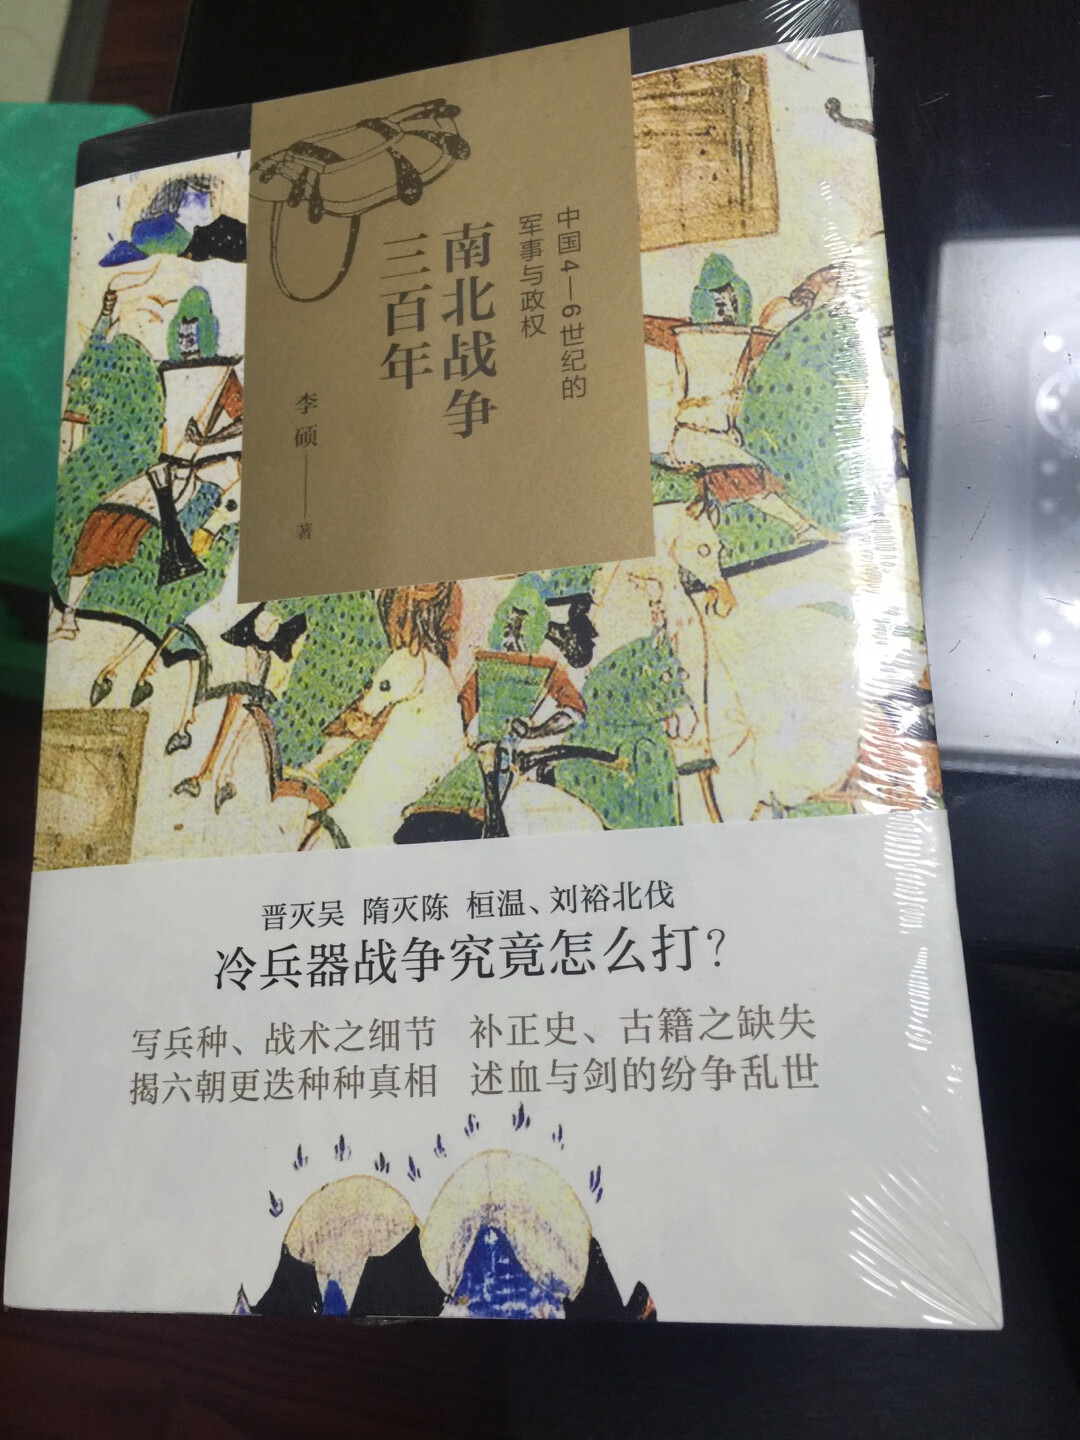 中国4—6世纪的
军事与政权
南北战争
三百年
李硕——著
晋灭吴 隋灭陈 桓温、刘裕北伐
冷兵器战争究竟怎么打？
写兵种、战术之细节 补正史、古籍之缺失
揭六朝更迭种种真相 述血与剑的纷争乱世